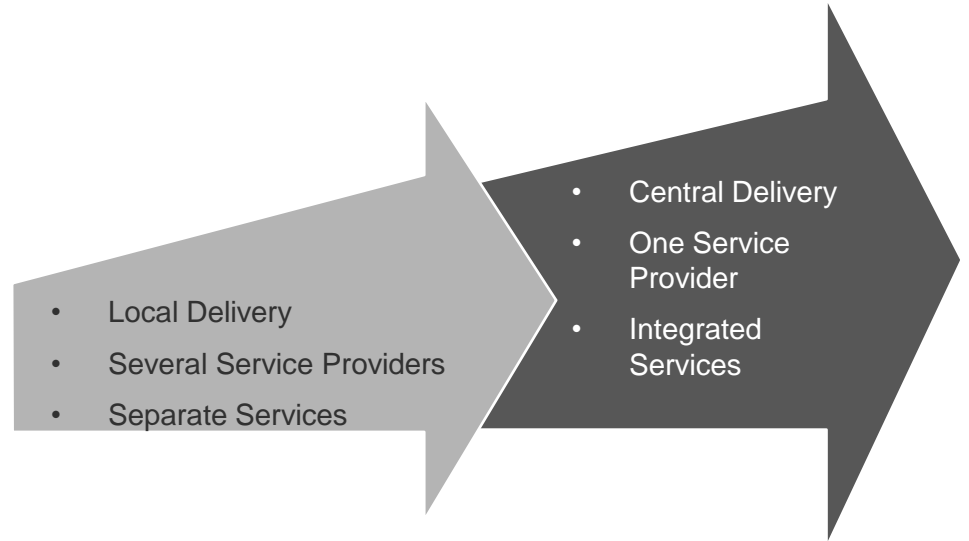 • Local Delivery
• Several Service Providers
• Separate Services
• Central Delivery
• One Service
Provider
• Integrated
Services